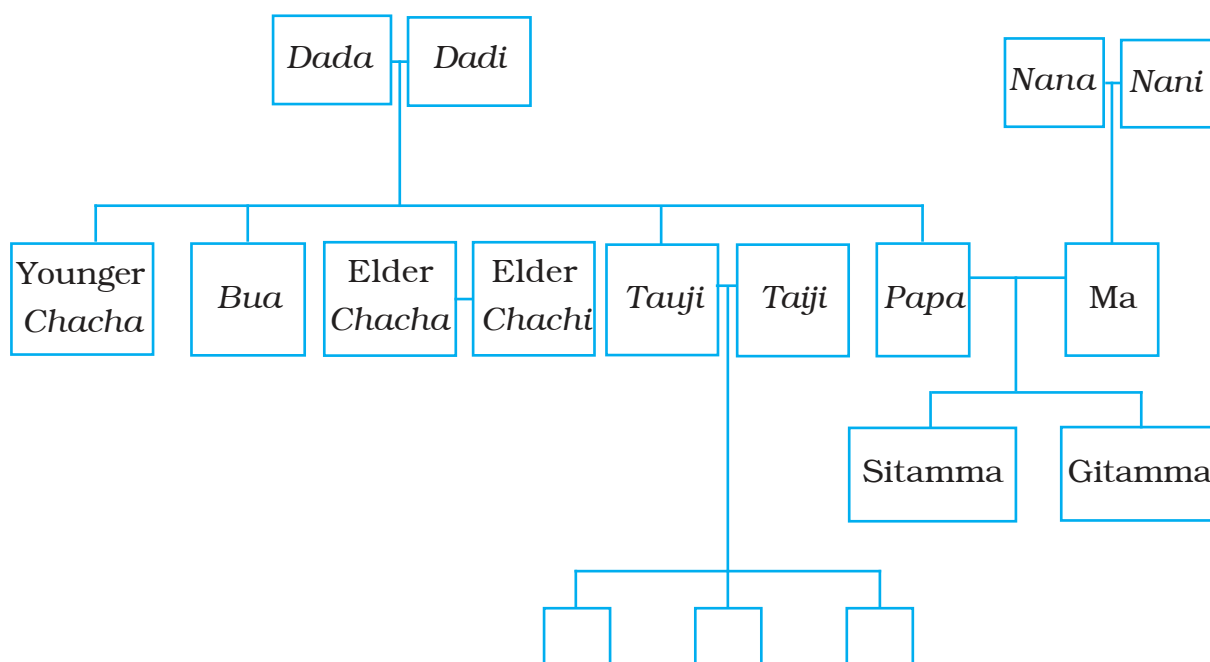 Dada
Dadi
Nana
Nani
Younger
Chacha
Bua
Elder
Chacha
Elder
Chachi
Tauji
Taiji
Papa
Ma
Sitamma
Gitamma